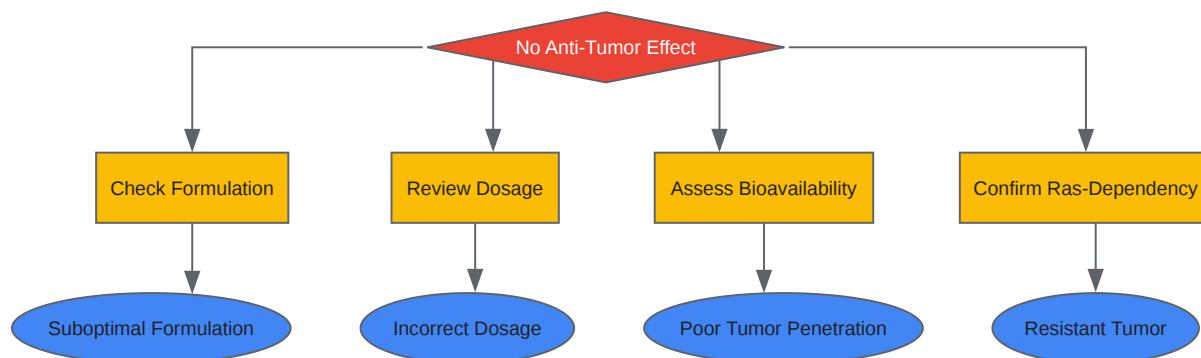 No Anti-Tumor Effect
Check Formulation
Review Dosage
Assess Bioavailability
Confirm Ras-Dependency
Suboptimal Formulation
Incorrect Dosage
Poor Tumor Penetration
Resistant Tumor